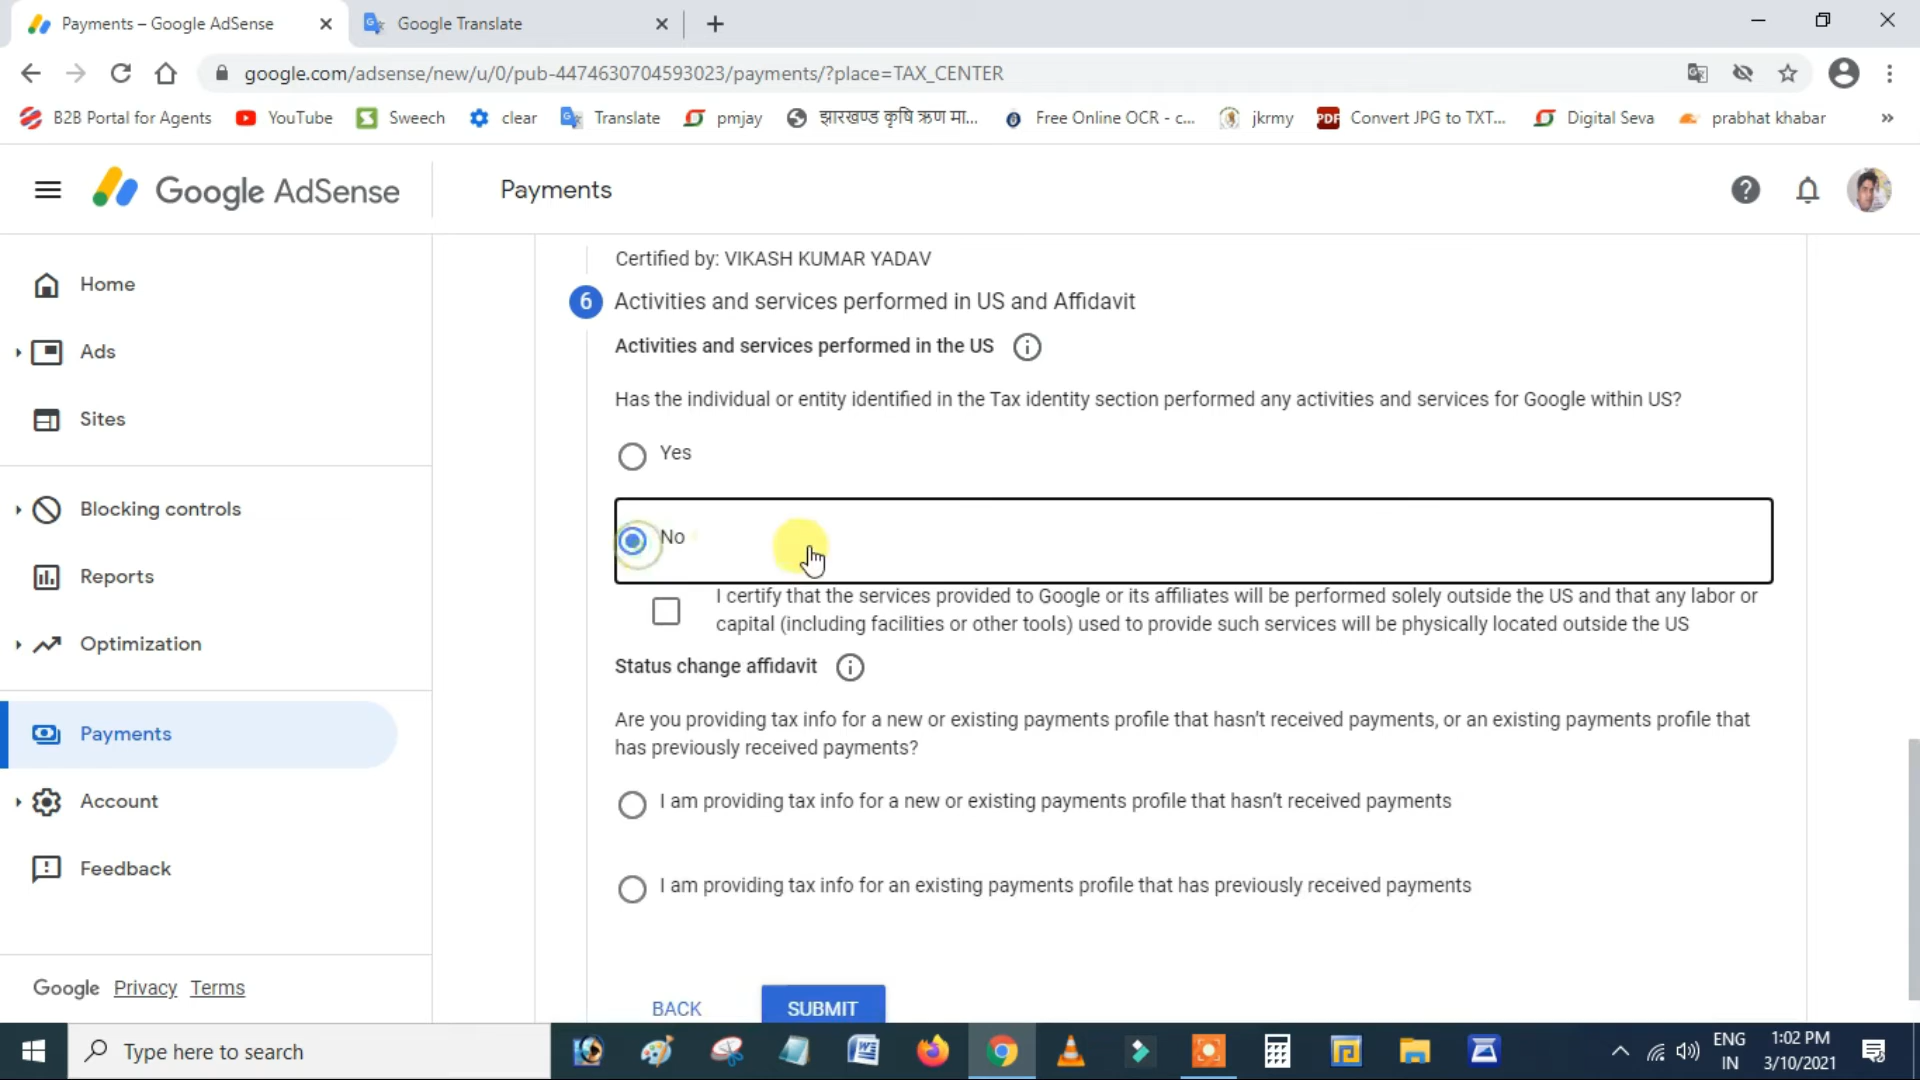 Payments – Google AdSense
Google Translate
google.com/adsense/new/u/0/pub-4474630704593023/payments/?place=TAX_CENTER
B2B Portal for Agents
YouTube
Sweech
clear
Translate
pmjay
झारखण्ड कृषि ऋण मा...
Free Online OCR - c...
jkrmy
PDF
Convert JPG to TXT...
Digital Seva
prabhat khabar
Google AdSense
Payments
Home
Ads
Sites
Blocking controls
Reports
Optimization
Payments
Account
Feedback
Google Privacy Terms
Certified by: VIKASH KUMAR YADAV
6 Activities and services performed in US and Affidavit
Activities and services performed in the US
Has the individual or entity identified in the Tax identity section performed any activities and services for Google within US?
Yes
No
I certify that the services provided to Google or its affiliates will be performed solely outside the US and that any labor or
capital (including facilities or other tools) used to provide such services will be physically located outside the US
Status change affidavit
Are you providing tax info for a new or existing payments profile that hasn't received payments, or an existing payments profile that
has previously received payments?
I am providing tax info for a new or existing payments profile that hasn't received payments
I am providing tax info for an existing payments profile that has previously received payments
BACK
SUBMIT
Type here to search
ENG
IN
1:02 PM
3/10/2021